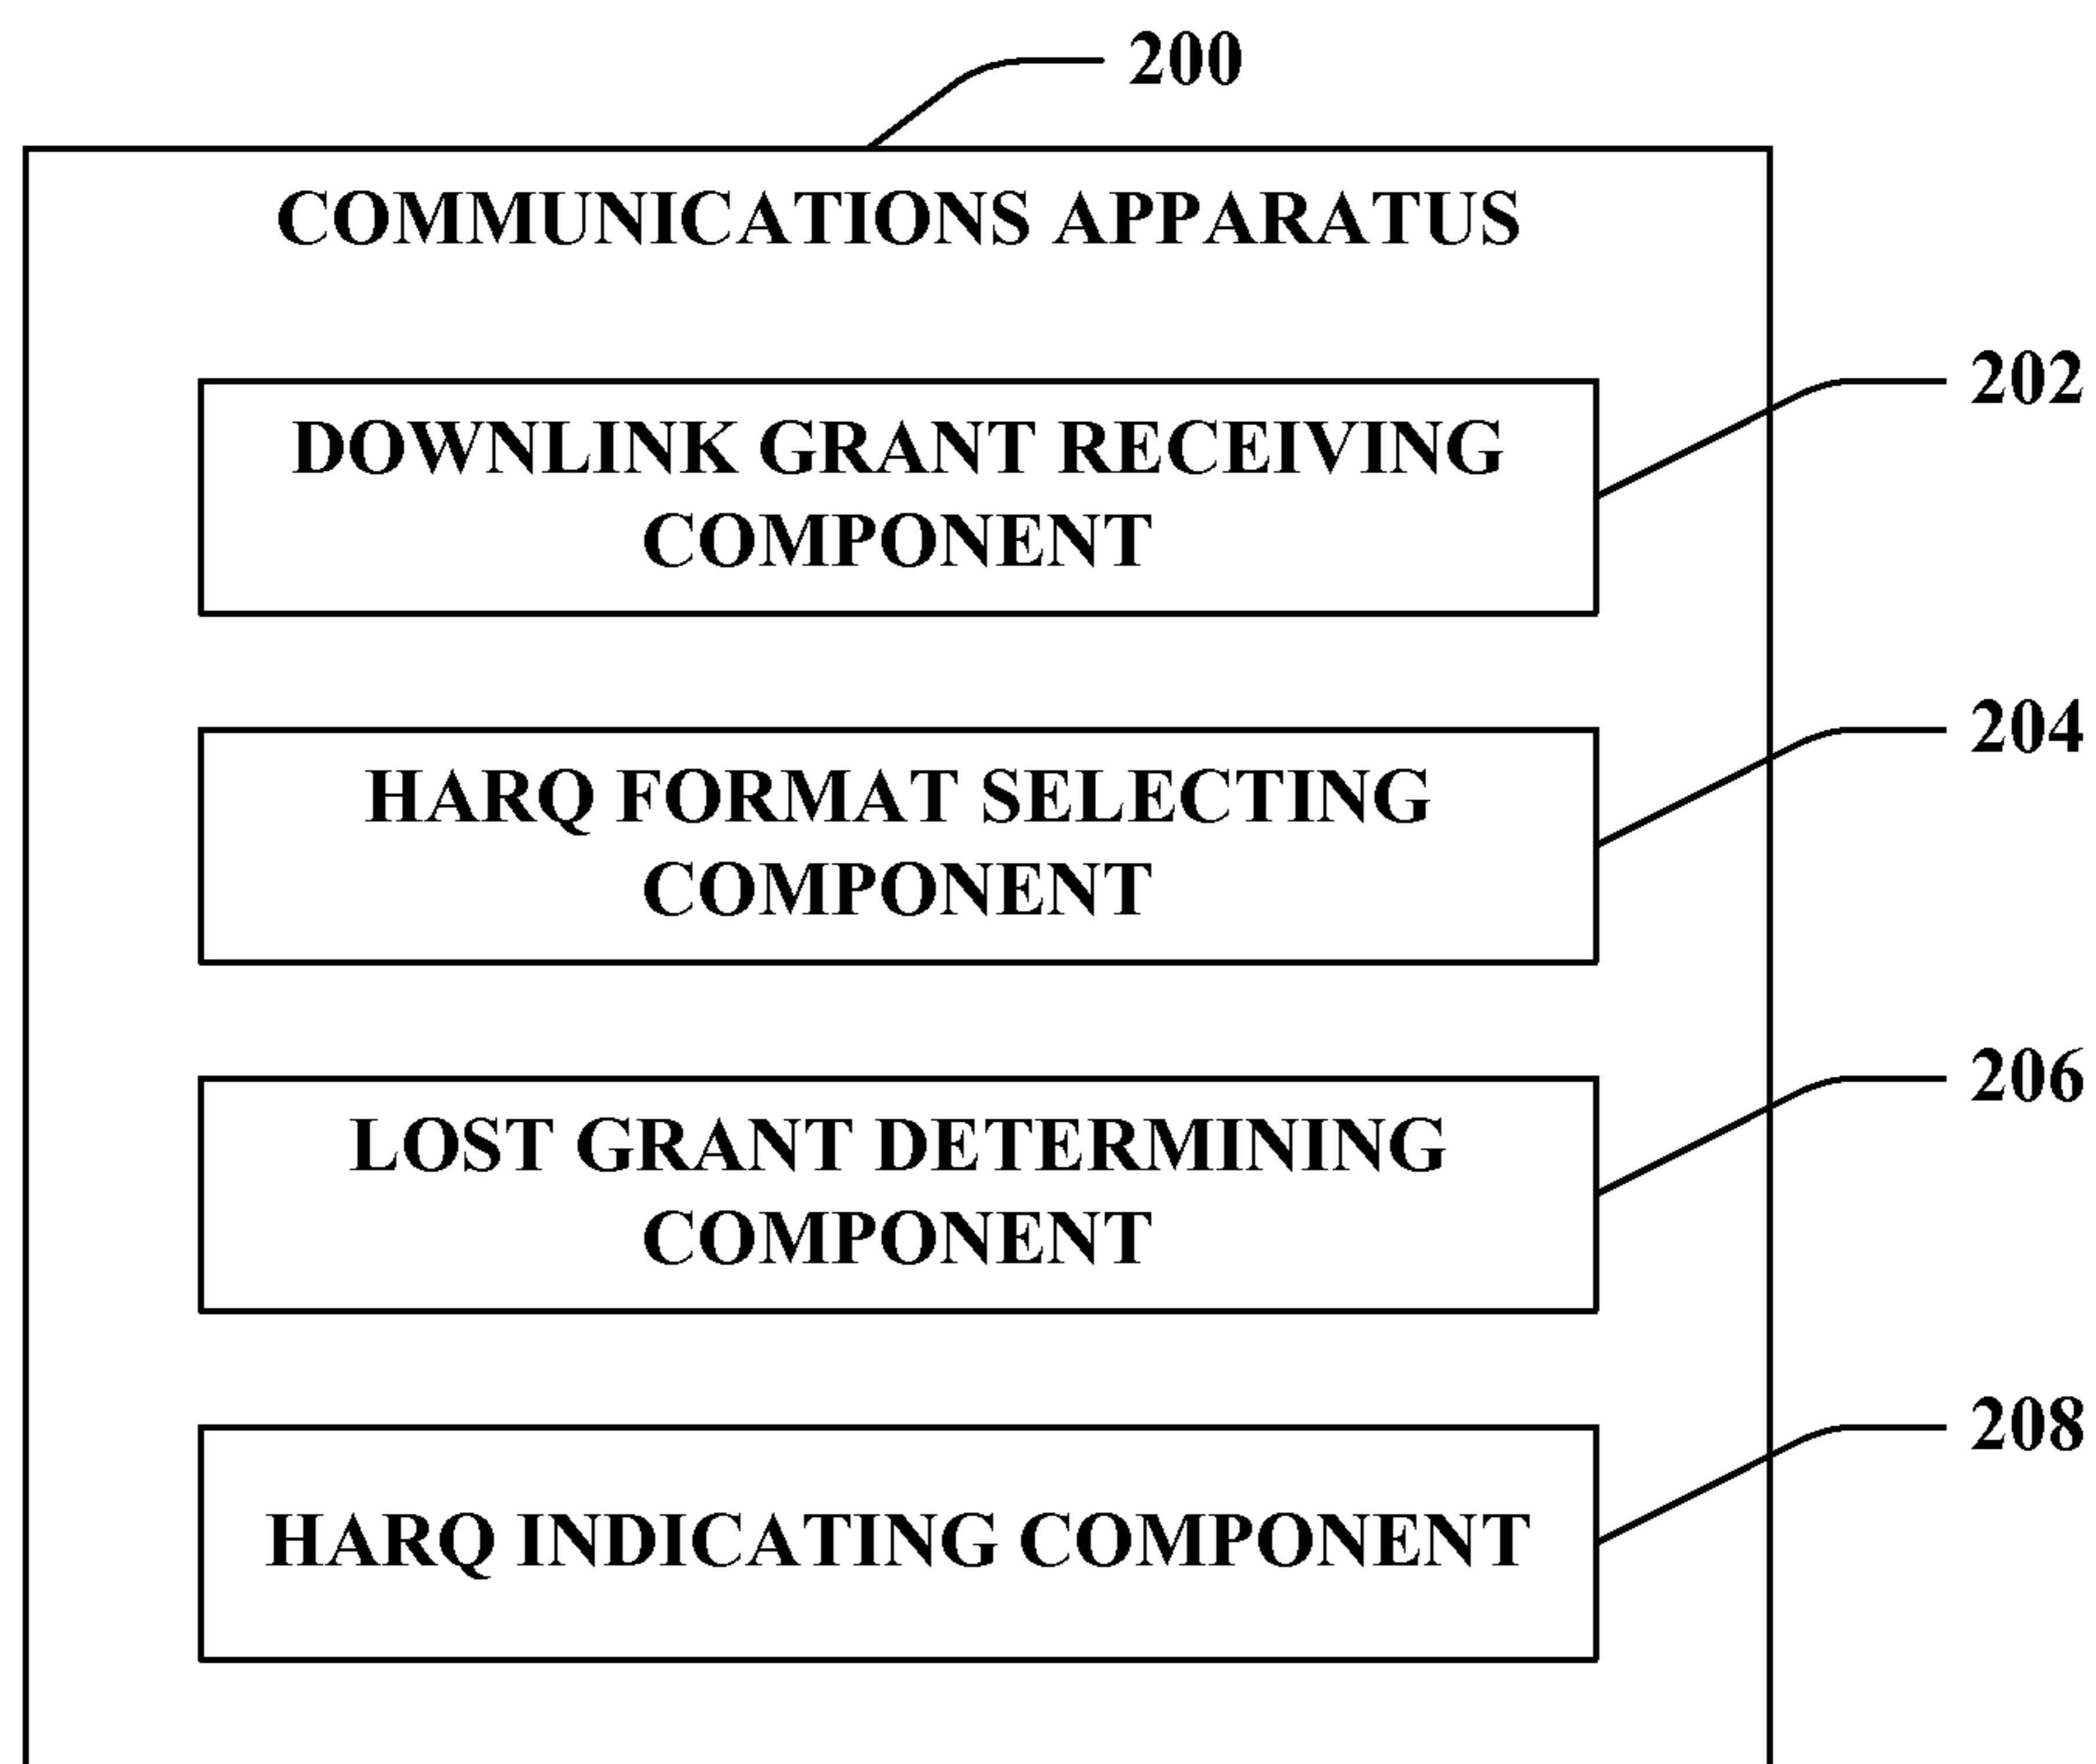 200
COMMUNICATIONS APPARATUS
202
DOWNLINK GRANT RECEIVING
COMPONENT
204
HARQ FORMAT SELECTING
COMPONENT
206
LOST GRANT DETERMINING
COMPONENT
208
HARQ INDICATING COMPONENT